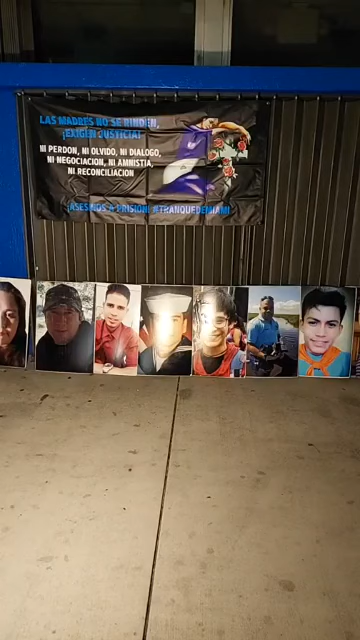 LAS MADRES NO SE RINDEN,
¡EXIGEN JUSTICIA!
NI PERDON, NI OLVIDO, NI DIALOGO,
NI NEGOCIACION, NI AMNISTIA,
NI RECONCILIACION
¡ASESINOS A PRISION! #TRANQUEDEMIAMI